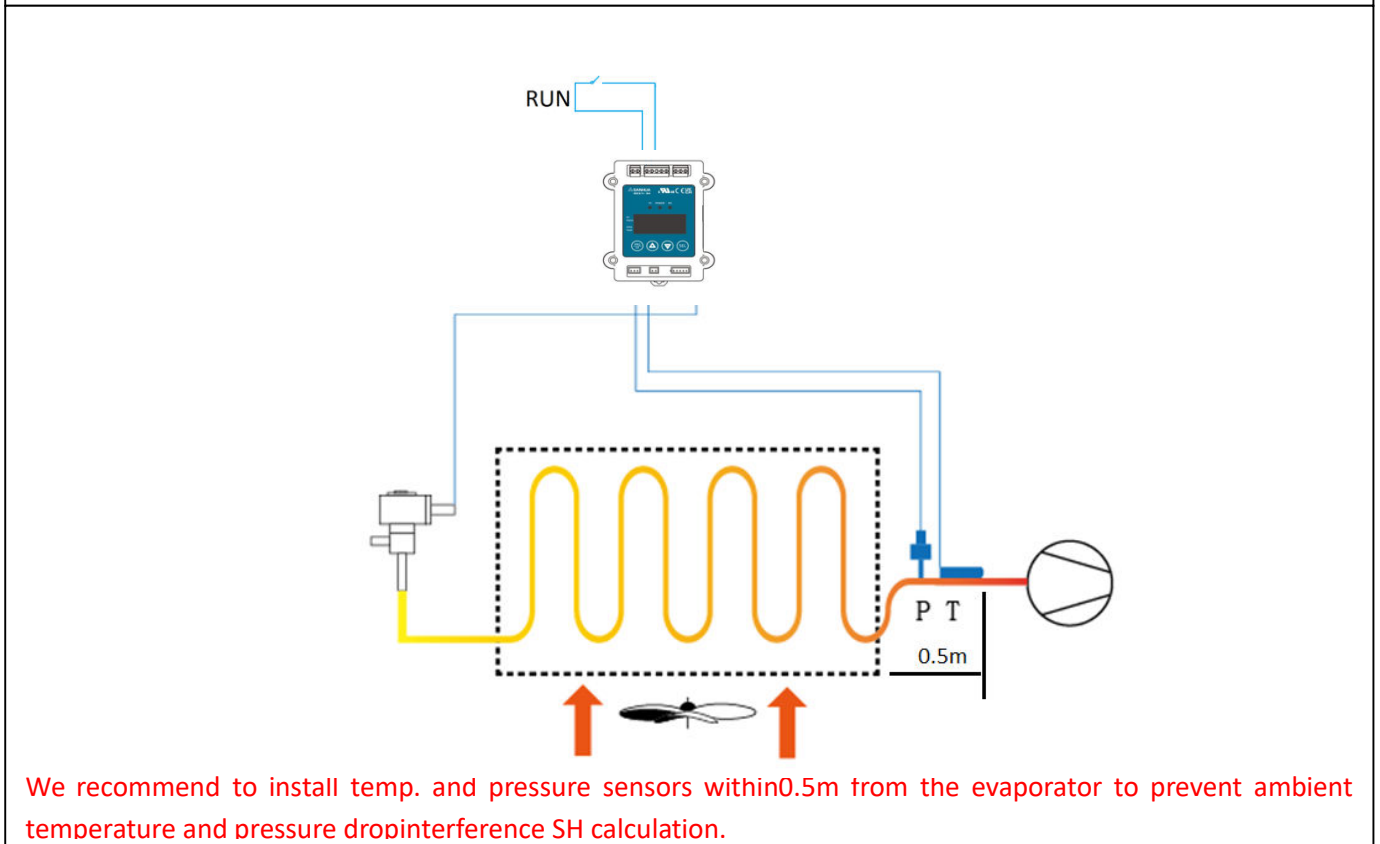 RUN
P T
0.5m
We recommend to install temp. and pressure sensors within0.5m from the evaporator to prevent ambient
temperature and pressure dropinterference SH calculation.